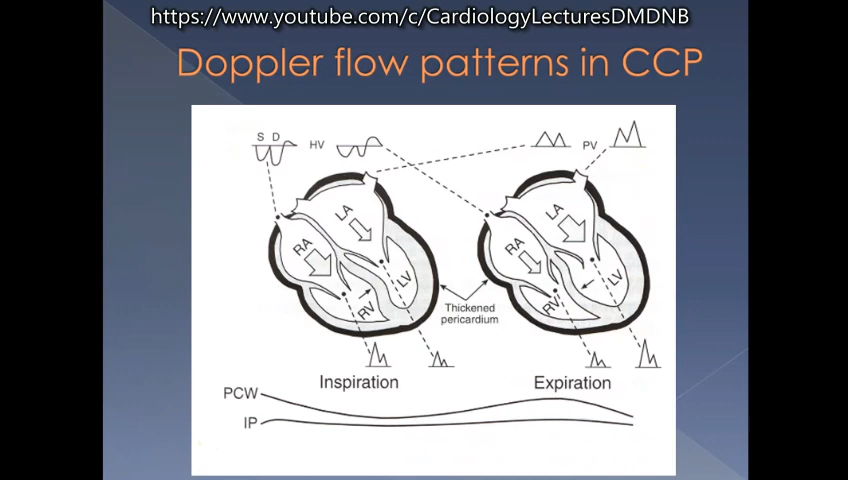 https://www.youtube.com/c/CardiologyLecturesDMDNB
Doppler flow patterns in CCP
S D HV PV
LA LA
RA RA
LV LV
RV RV
Thickened
pericardium
Inspiration Expiration
PCW
IP